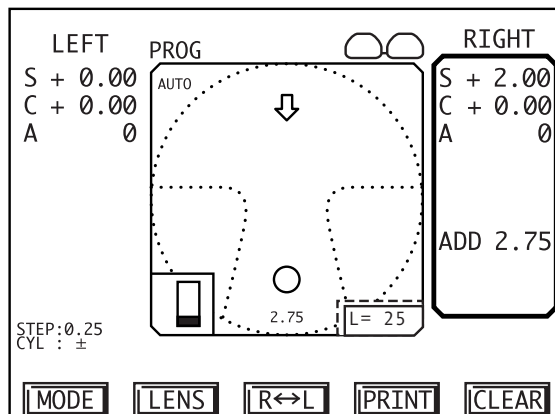 LEFT
S + 0.00
C + 0.00
A 0
PROG
AUTO
2.75
L= 25
RIGHT
S + 2.00
C + 0.00
A 0
ADD 2.75
STEP:0.25
CYL : ±
MODE
LENS
R↔L
PRINT
CLEAR